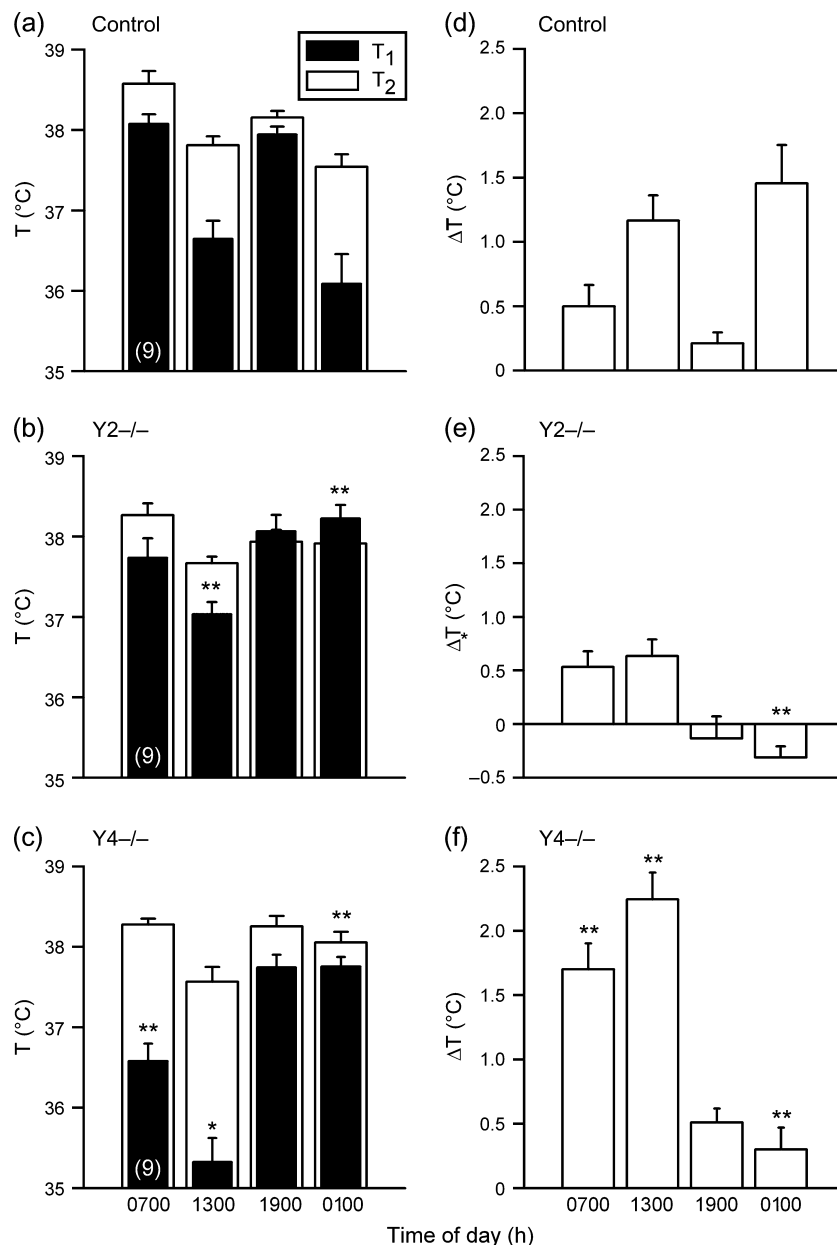 (a) Control
T1
T2
39
38
37
36
35
T (°C)
(9)
(d) Control
2.5
2.0
1.5
1.0
0.5
0
ΔT (°C)
(b) Y2–/–
39
38
37
36
35
T (°C)
**
**
(9)
(e) Y2–/–
2.5
2.0
1.5
1.0
0.5
0
–0.5
ΔT (°C)
*
**
(c) Y4–/–
39
38
37
36
35
T (°C)
**
*
**
(9)
0700 1300 1900 0100
(f) Y4–/–
2.5
2.0
1.5
1.0
0.5
0
ΔT (°C)
**
**
**
0700 1300 1900 0100
Time of day (h)